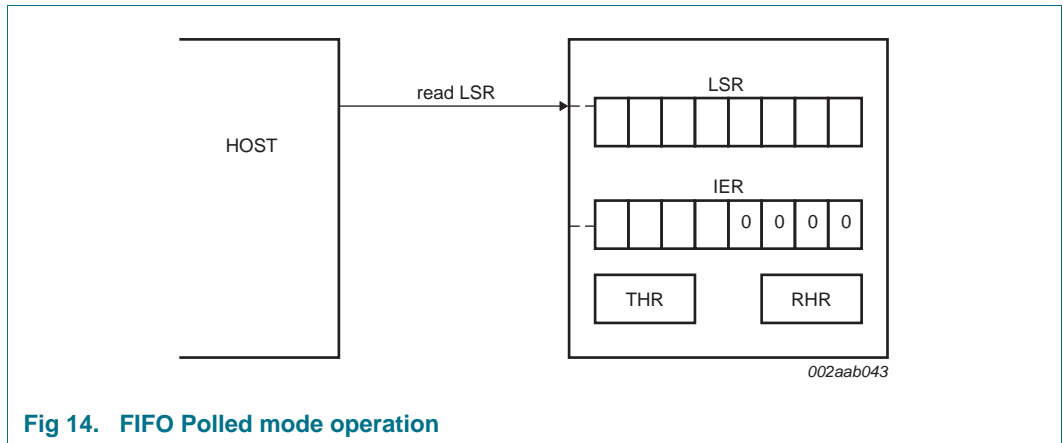 read LSR
LSR
HOST
IER
0 0 0 0
THR RHR
002aab043
Fig 14. FIFO Polled mode operation